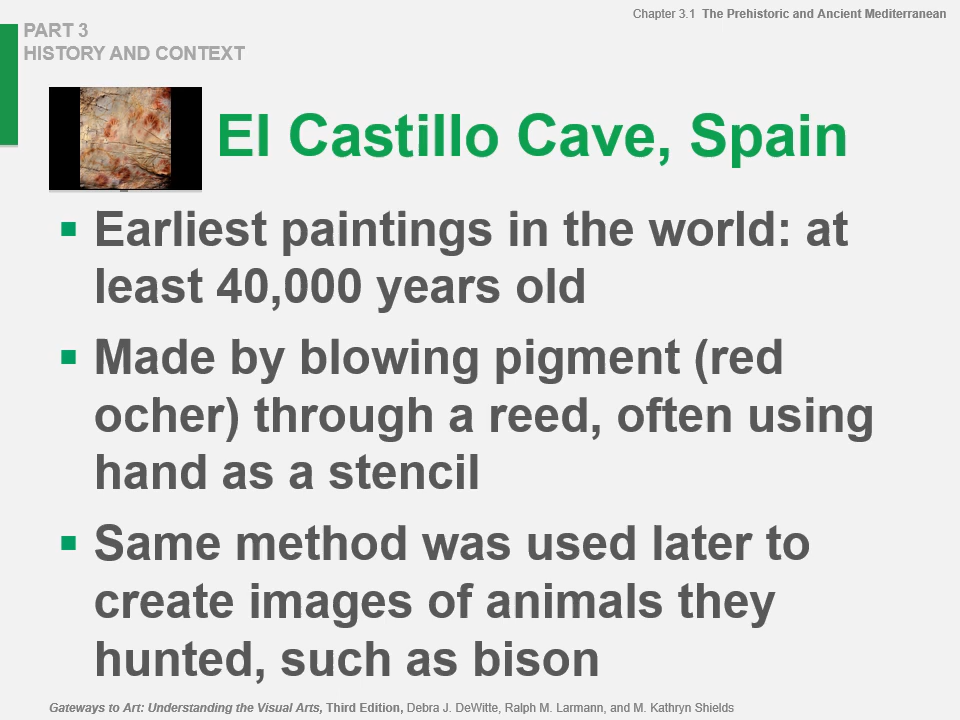 Chapter 3.1 The Prehistoric and Ancient Mediterranean
PART 3
HISTORY AND CONTEXT
El Castillo Cave, Spain
▪ Earliest paintings in the world: at
least 40,000 years old
▪ Made by blowing pigment (red
ocher) through a reed, often using
hand as a stencil
▪ Same method was used later to
create images of animals they
hunted, such as bison
Gateways to Art: Understanding the Visual Arts, Third Edition, Debra J. DeWitte, Ralph M. Larmann, and M. Kathryn Shields